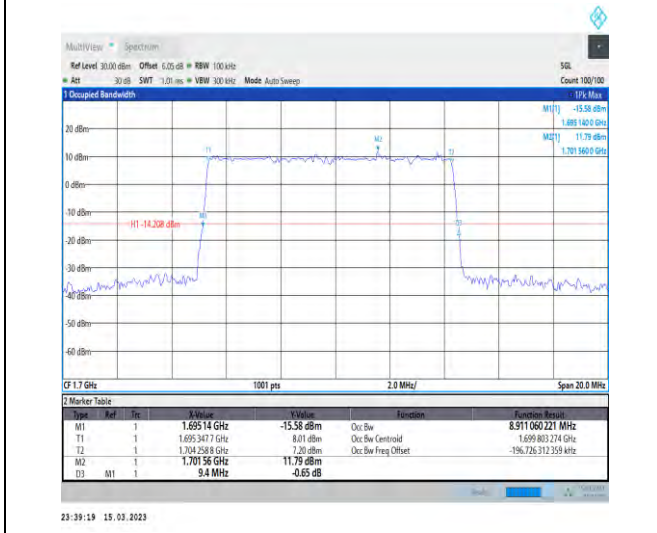 MultiView Spectrum
Ref Level 30.00 dBm Offset 6.05 dB RBW 100 kHz SGL
Att 30 dB SWT 1.01 ms VBW 300 kHz Mode Auto Sweep Count 100/100
1 Occupied Bandwidth 1Pk Max
M1[1] -15.58 dBm
1.695 140 0 GHz
M2[1] 11.79 dBm
1.701 560 0 GHz
20 dBm
M2
T1 T2
10 dBm
0 dBm
-10 dBm
H1 -14.208 dBm
-20 dBm
-30 dBm
-40 dBm
-50 dBm
-60 dBm
CF 1.7 GHz 1001 pts 2.0 MHz/ Span 20.0 MHz
2 Marker Table
Type Ref Trc X-Value Y-Value Function Function Result
M1 1 1.695 14 GHz -15.58 dBm Occ Bw 8.911 060 221 MHz
T1 1 1.695 347 7 GHz 8.01 dBm Occ Bw Centroid 1.699 803 274 GHz
T2 1 1.704 258 8 GHz 7.20 dBm Occ Bw Freq Offset -196.726 312 359 kHz
M2 1 1.701 56 GHz 11.79 dBm
D3 M1 1 9.4 MHz -0.65 dB
23:39:19 15.03.2023